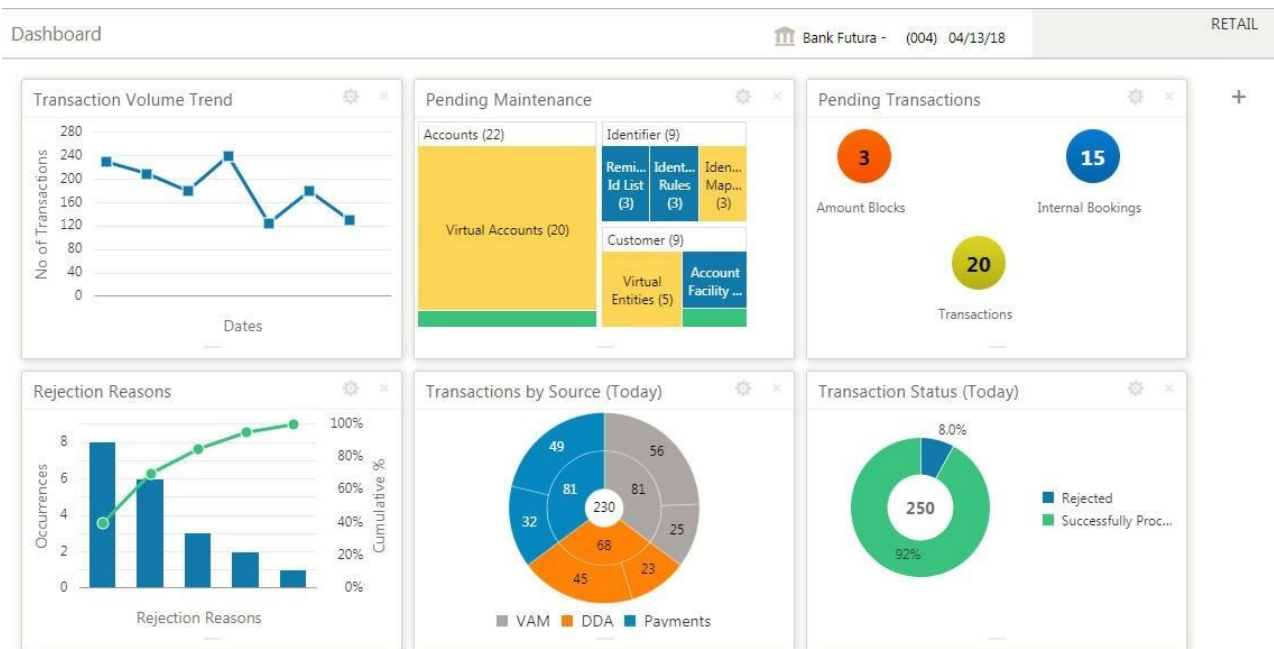 Dashboard
Bank Futura - (004) 04/13/18
RETAIL
Transaction Volume Trend
280
240
200
160
120
80
40
0
No of Transactions
Dates
Pending Maintenance
Accounts (22)
Virtual Accounts (20)
Identifier (9)
Remi...
Id List
(3)
Ident...
Rules
(3)
Iden...
Map...
(3)
Customer (9)
Virtual
Entities (5)
Account
Facility ...
Pending Transactions
3
Amount Blocks
15
Internal Bookings
20
Transactions
+
Rejection Reasons
8
6
4
2
0
Occurrences
100%
80%
60%
40%
20%
0%
Cumulative %
Rejection Reasons
Transactions by Source (Today)
49
56
81
81
230
32
25
68
45
23
VAM DDA Payments
Transaction Status (Today)
8.0%
250
92%
Rejected
Successfully Proc...